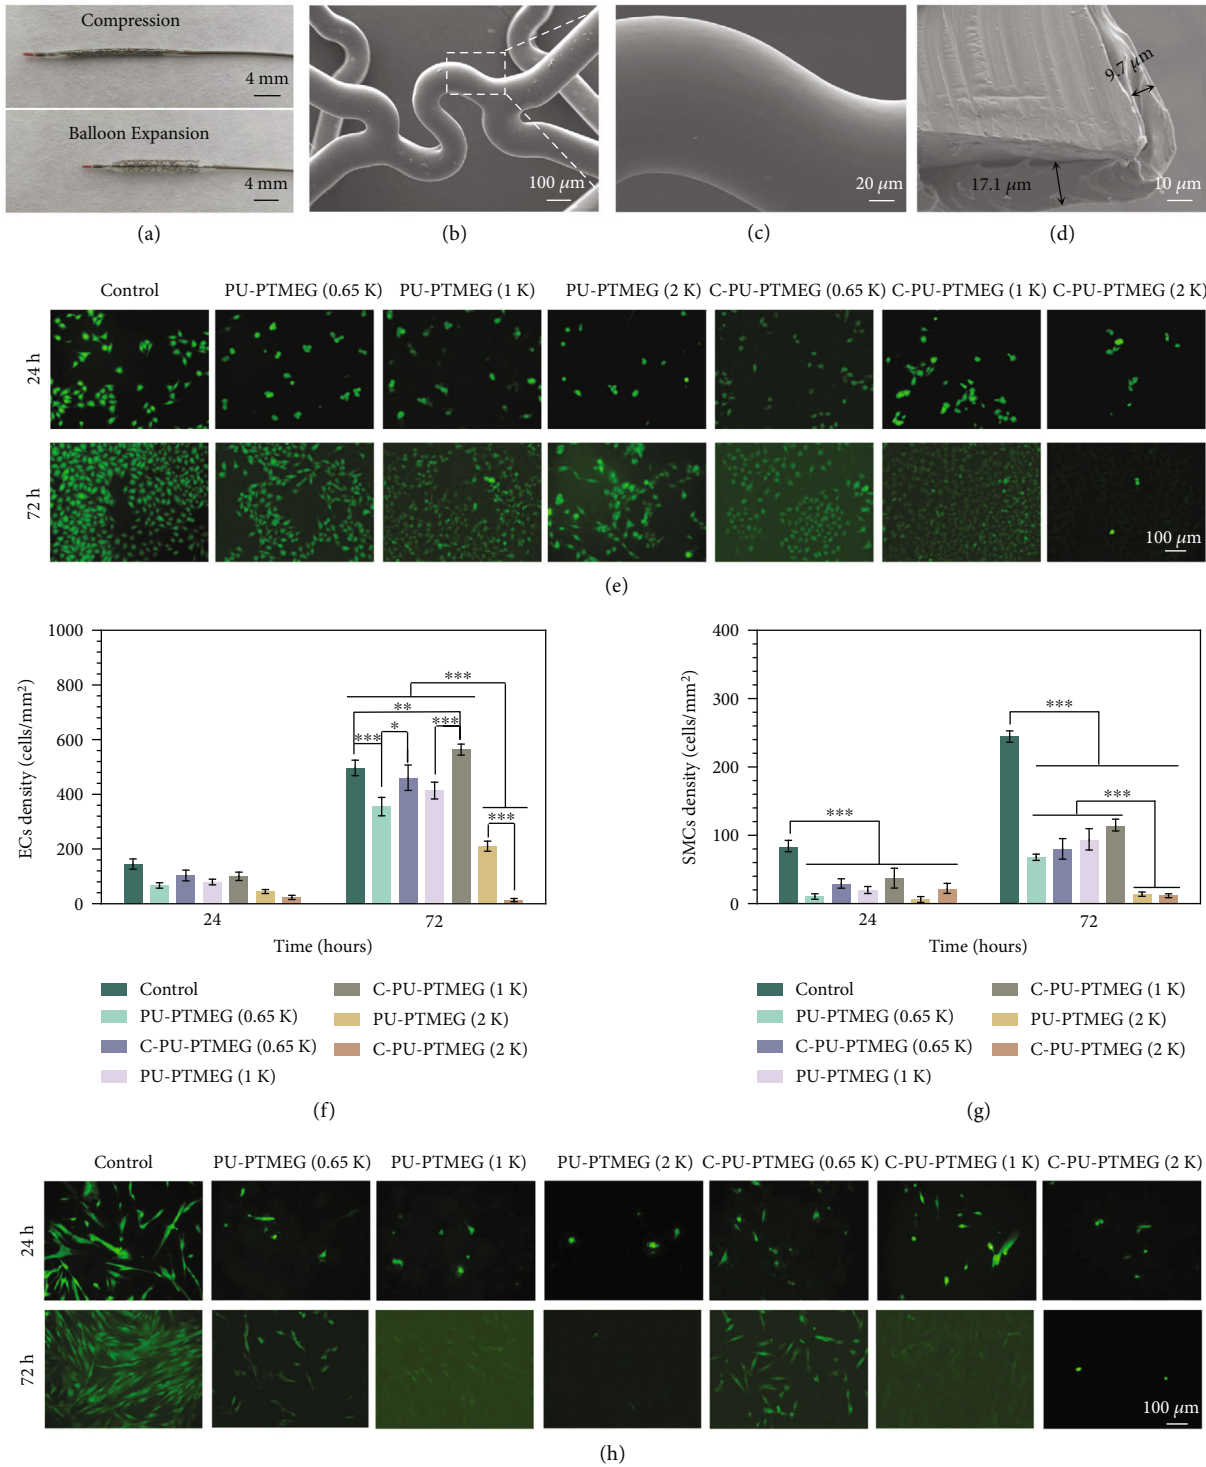 Compression
4 mm
Balloon Expansion
4 mm
(a)
100 μm
(b)
20 μm
(c)
9.7 μm
17.1 μm
10 μm
(d)
Control PU-PTMEG (0.65 K) PU-PTMEG (1 K) PU-PTMEG (2 K) C-PU-PTMEG (0.65 K) C-PU-PTMEG (1 K) C-PU-PTMEG (2 K)
24 h
72 h
100 μm
(e)
1000
800
600
400
200
0
ECs density (cells/mm²)
***
**
***
*
***
***
24 72
Time (hours)
Control
PU-PTMEG (0.65 K)
C-PU-PTMEG (0.65 K)
PU-PTMEG (1 K)
C-PU-PTMEG (1 K)
PU-PTMEG (2 K)
C-PU-PTMEG (2 K)
(f)
400
300
200
100
0
SMCs density (cells/mm²)
***
***
***
24 72
Time (hours)
Control
PU-PTMEG (0.65 K)
C-PU-PTMEG (0.65 K)
PU-PTMEG (1 K)
C-PU-PTMEG (1 K)
PU-PTMEG (2 K)
C-PU-PTMEG (2 K)
(g)
Control PU-PTMEG (0.65 K) PU-PTMEG (1 K) PU-PTMEG (2 K) C-PU-PTMEG (0.65 K) C-PU-PTMEG (1 K) C-PU-PTMEG (2 K)
24 h
72 h
100 μm
(h)